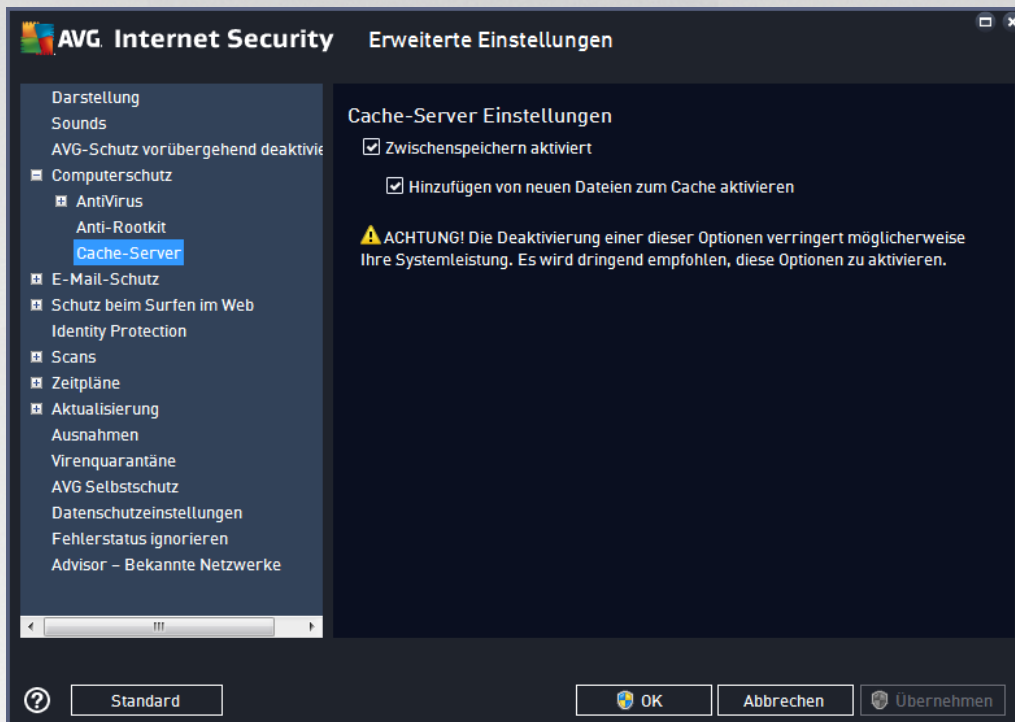 AVG. Internet Security Erweiterte Einstellungen
Darstellung
Sounds
AVG-Schutz vorübergehend deaktivie
Computerschutz
AntiVirus
Anti-Rootkit
Cache-Server
E-Mail-Schutz
Schutz beim Surfen im Web
Identity Protection
Scans
Zeitpläne
Aktualisierung
Ausnahmen
Virenquarantäne
AVG Selbstschutz
Datenschutzeinstellungen
Fehlerstatus ignorieren
Advisor – Bekannte Netzwerke
Cache-Server Einstellungen
Zwischenspeichern aktiviert
Hinzufügen von neuen Dateien zum Cache aktivieren
ACHTUNG! Die Deaktivierung einer dieser Optionen verringert möglicherweise
Ihre Systemleistung. Es wird dringend empfohlen, diese Optionen zu aktivieren.
? Standard OK Abbrechen Übernehmen